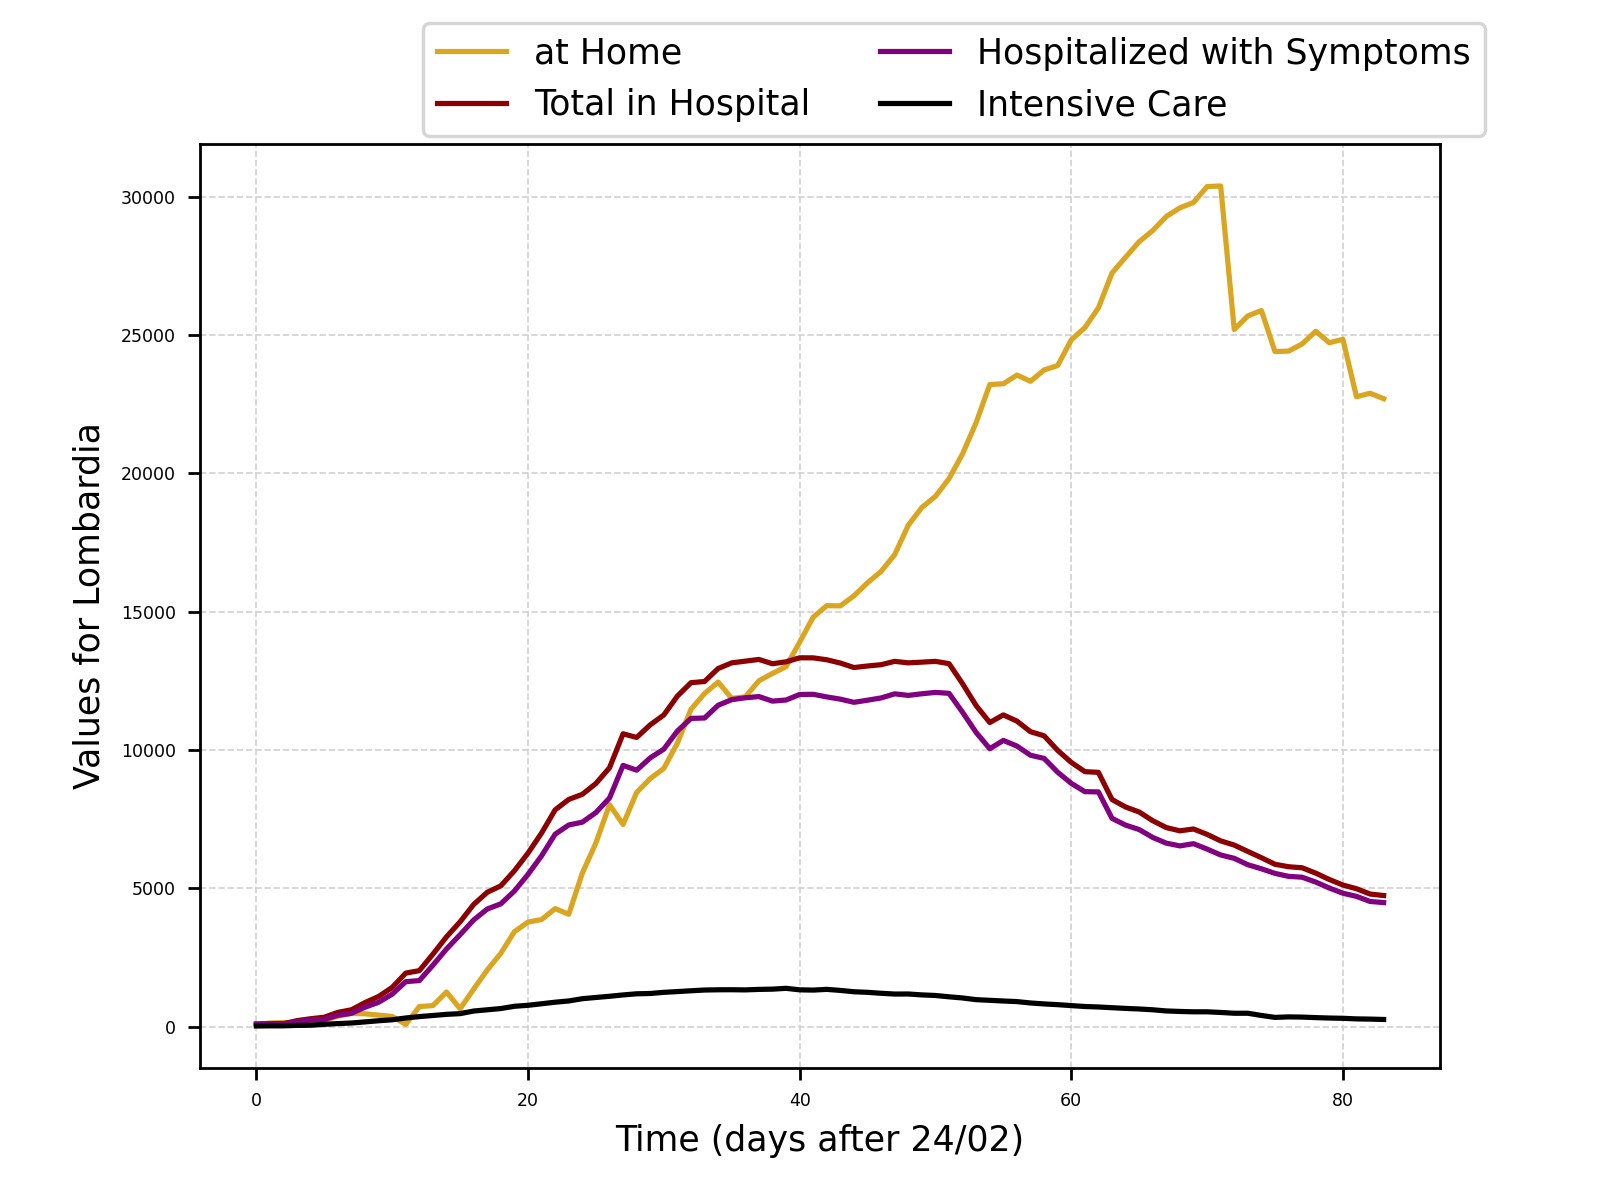 at Home
Total in Hospital
Hospitalized with Symptoms
Intensive Care
Values for Lombardia
30000
25000
20000
15000
10000
5000
0
0 20 40 60 80
Time (days after 24/02)